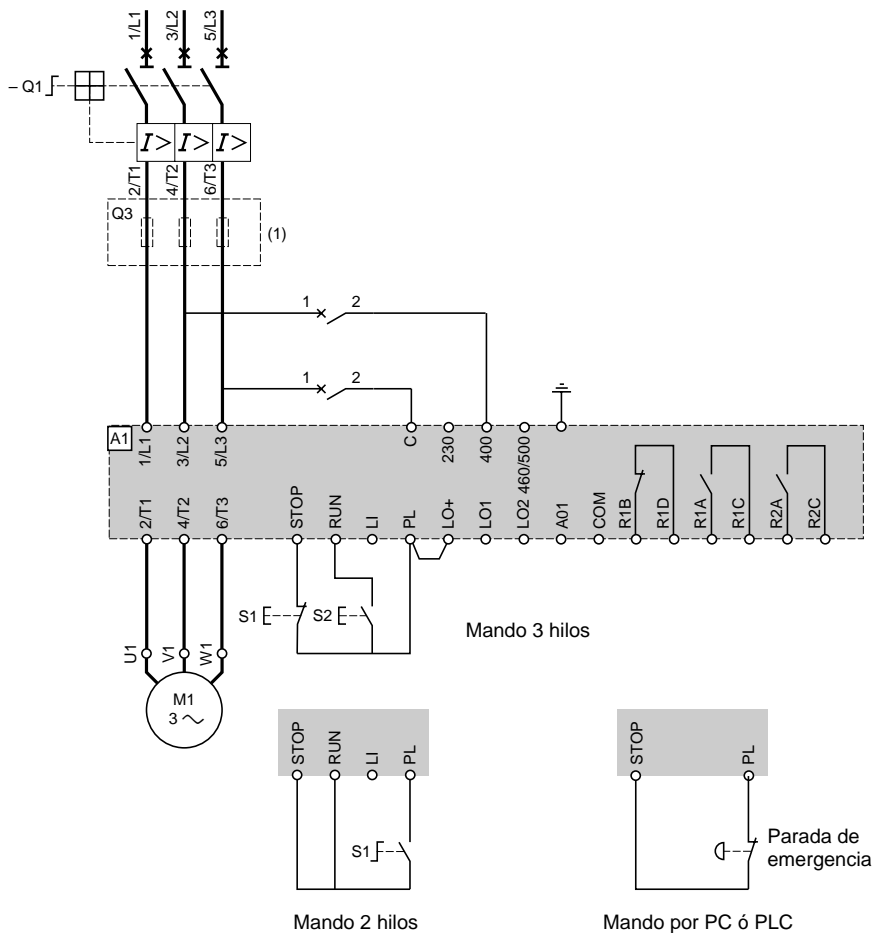 1/L1 3/L2 5/L3
– Q1
I > I > I >
2/T1 4/T2 6/T3
Q3
(1)
1 2
1 2
A1
1/L1 3/L2 5/L3 C 230 400 460/500
2/T1 4/T2 6/T3 STOP RUN LI PL LO+ LO1 LO2 A01 COM R1B R1D R1A R1C R2A R2C
S1 S2
Mando 3 hilos
U1 V1 W1
M1
3
STOP RUN LI PL
S1
Mando 2 hilos
STOP PL
Parada de
emergencia
Mando por PC ó PLC